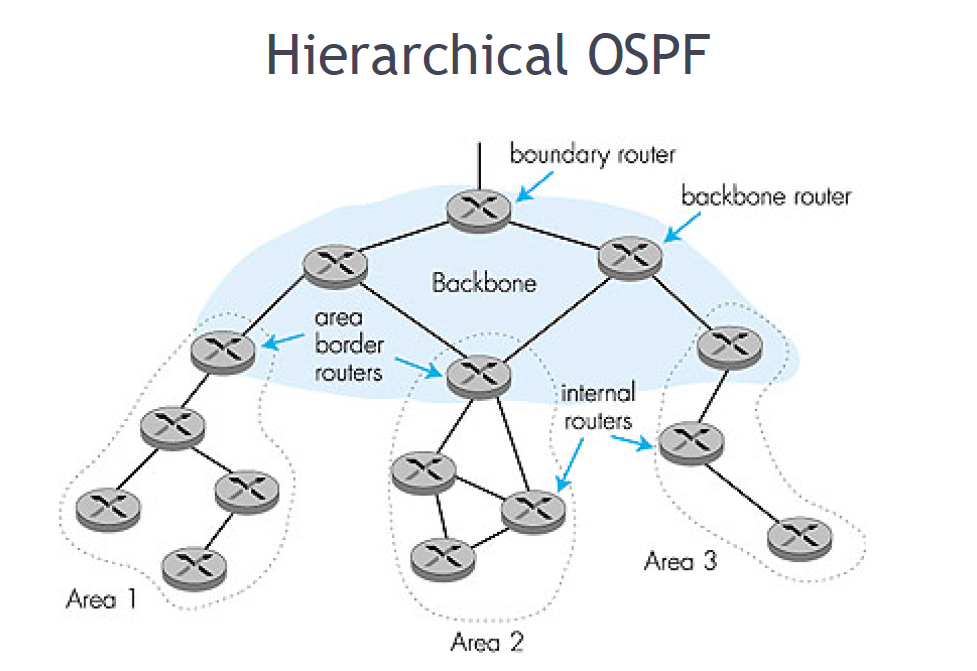 Hierarchical OSPF
boundary router
backbone router
Backbone
area
border
routers
internal
routers
Area 1
Area 2
Area 3